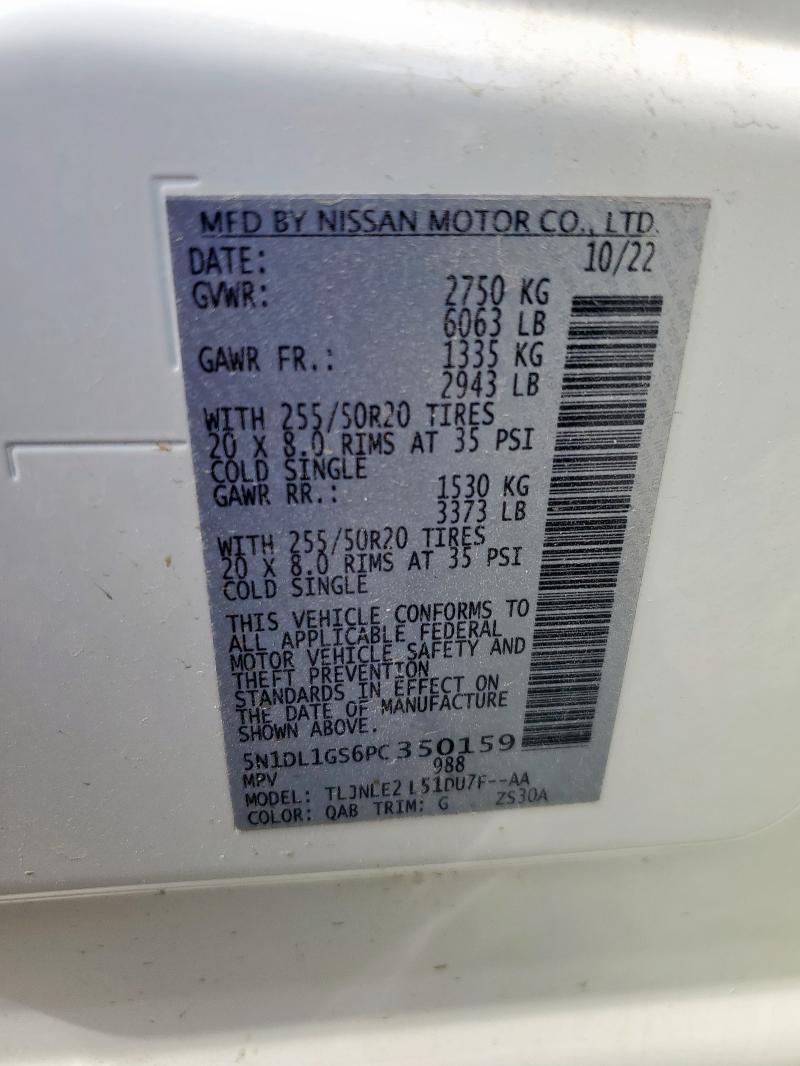 MFD BY NISSAN MOTOR CO., LTD.
DATE: 10/22
GVWR: 2750 KG
6063 LB
GAWR FR.: 1335 KG
2943 LB
WITH 255/50R20 TIRES
20 X 8.0 RIMS AT 35 PSI
COLD SINGLE
GAWR RR.: 1530 KG
3373 LB
WITH 255/50R20 TIRES
20 X 8.0 RIMS AT 35 PSI
COLD SINGLE
THIS VEHICLE CONFORMS TO
ALL APPLICABLE FEDERAL
MOTOR VEHICLE SAFETY AND
THEFT PREVENTION
STANDARDS IN EFFECT ON
THE DATE OF MANUFACTURE
SHOWN ABOVE.
5N1DL1GS6PC350159
MPV 988
MODEL: TLJNLE2 L51DU7F--AA
COLOR: QAB TRIM: G ZS30A